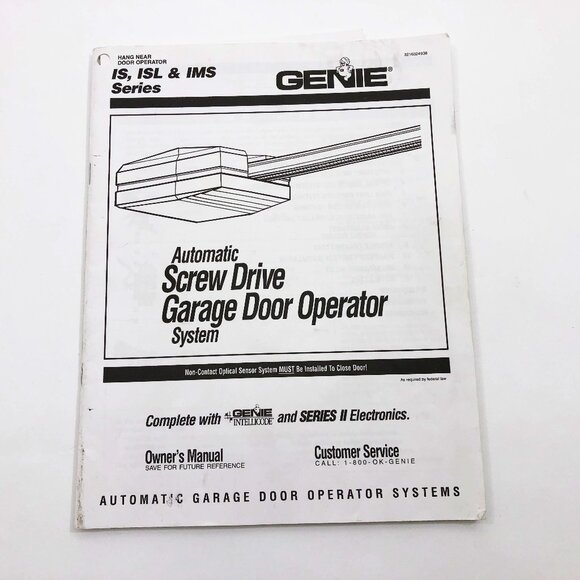 HANG NEAR
DOOR OPERATOR
IS, ISL & IMS
Series
3216024938
GENIE®
Automatic
Screw Drive
Garage Door Operator
System
Non-Contact Optical Sensor System MUST Be Installed To Close Door!
As required by federal law
Complete with GENIE INTELLICODE and SERIES II Electronics.
Owner's Manual
SAVE FOR FUTURE REFERENCE
Customer Service
CALL: 1-800-OK-GENIE
AUTOMATIC GARAGE DOOR OPERATOR SYSTEMS